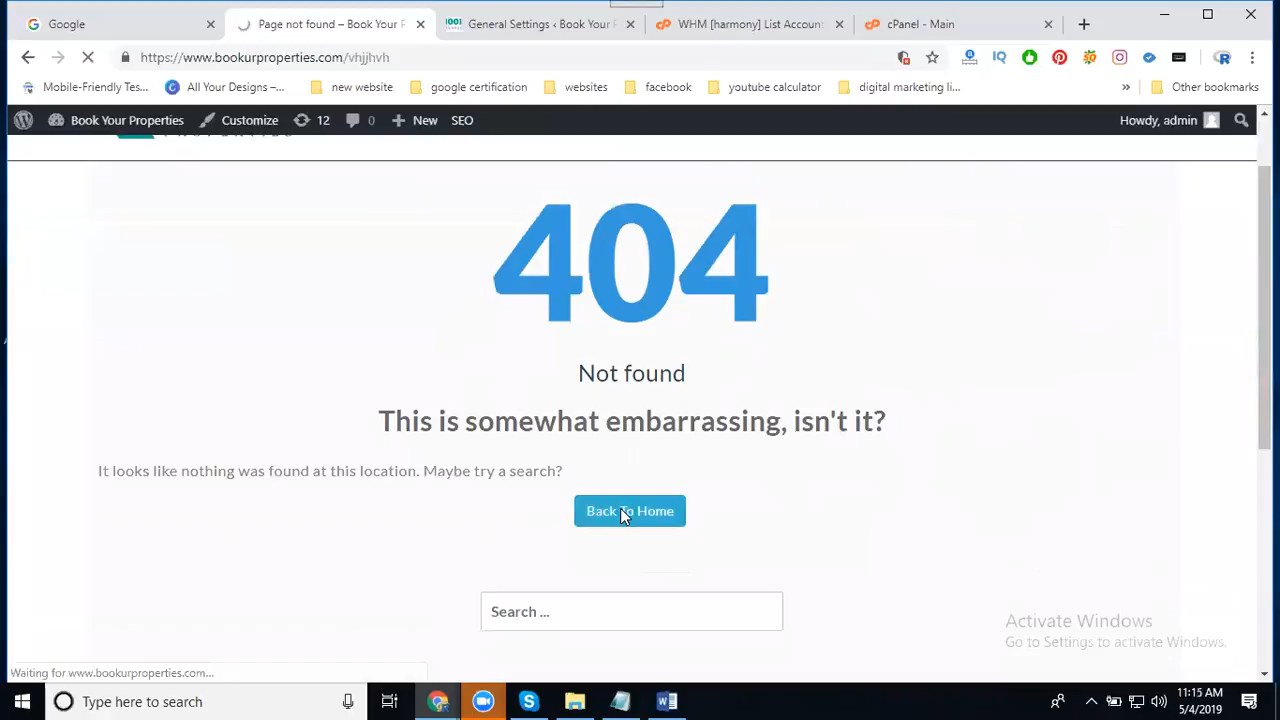 Google
Page not found – Book Your P
General Settings ‹ Book Your P
WHM [harmony] List Account
cPanel - Main
https://www.bookurproperties.com/vhjjhvh
Mobile-Friendly Tes...
All Your Designs –...
new website
google certification
websites
facebook
youtube calculator
digital marketing li...
»
Other bookmarks
Book Your Properties
Customize
12
0
New
SEO
Howdy, admin
404
Not found
This is somewhat embarrassing, isn't it?
It looks like nothing was found at this location. Maybe try a search?
Back To Home
Search ...
Activate Windows
Go to Settings to activate Windows.
Waiting for www.bookurproperties.com...
Type here to search
11:15 AM
5/4/2019